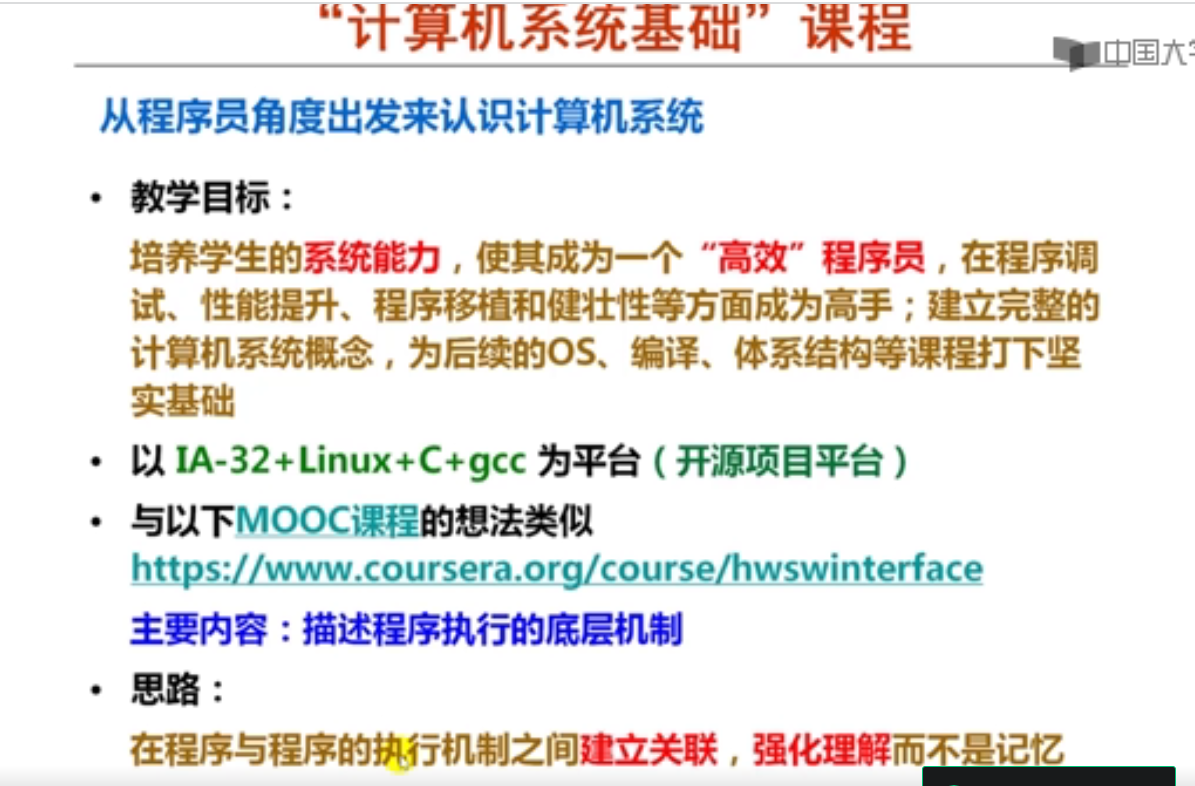 “计算机系统基础”课程
中国大
从程序员角度出发来认识计算机系统
• 教学目标：
培养学生的系统能力，使其成为一个“高效”程序员，在程序调
试、性能提升、程序移植和健壮性等方面成为高手；建立完整的
计算机系统概念，为后续的OS、编译、体系结构等课程打下坚
实基础
• 以 IA-32+Linux+C+gcc 为平台（开源项目平台）
• 与以下MOOC课程的想法类似
https://www.coursera.org/course/hwswinterface
主要内容：描述程序执行的底层机制
• 思路：
在程序与程序的执行机制之间建立关联，强化理解而不是记忆